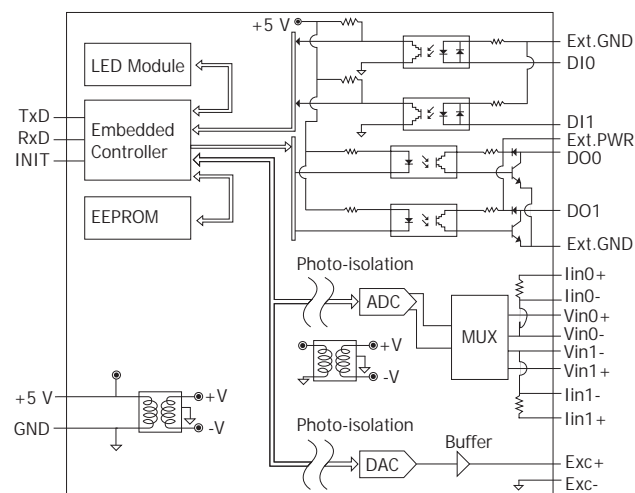 +5 V
Ext.GND
DI0
LED Module
TxD
RxD
INIT
Embedded
Controller
DI1
Ext.PWR
DO0
EEPROM
DO1
Ext.GND
Photo-isolation
ADC
MUX
Iin0+
Iin0-
Vin0+
Vin0-
Vin1-
Vin1+
Iin1-
Iin1+
+V
-V
+5 V
GND
+V
-V
Photo-isolation
DAC
Buffer
Exc+
Exc-